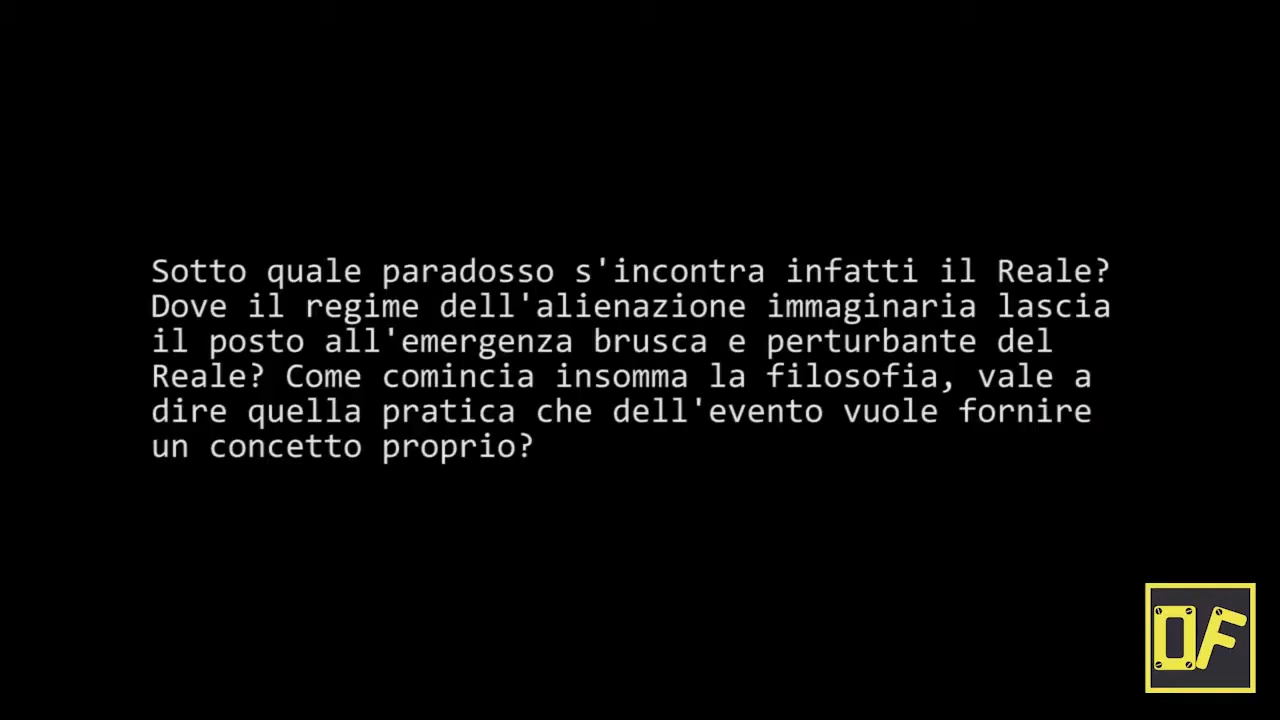 Sotto quale paradosso s'incontra infatti il Reale?
Dove il regime dell'alienazione immaginaria lascia
il posto all'emergenza brusca e perturbante del
Reale? Come comincia insomma la filosofia, vale a
dire quella pratica che dell'evento vuole fornire
un concetto proprio?
OF